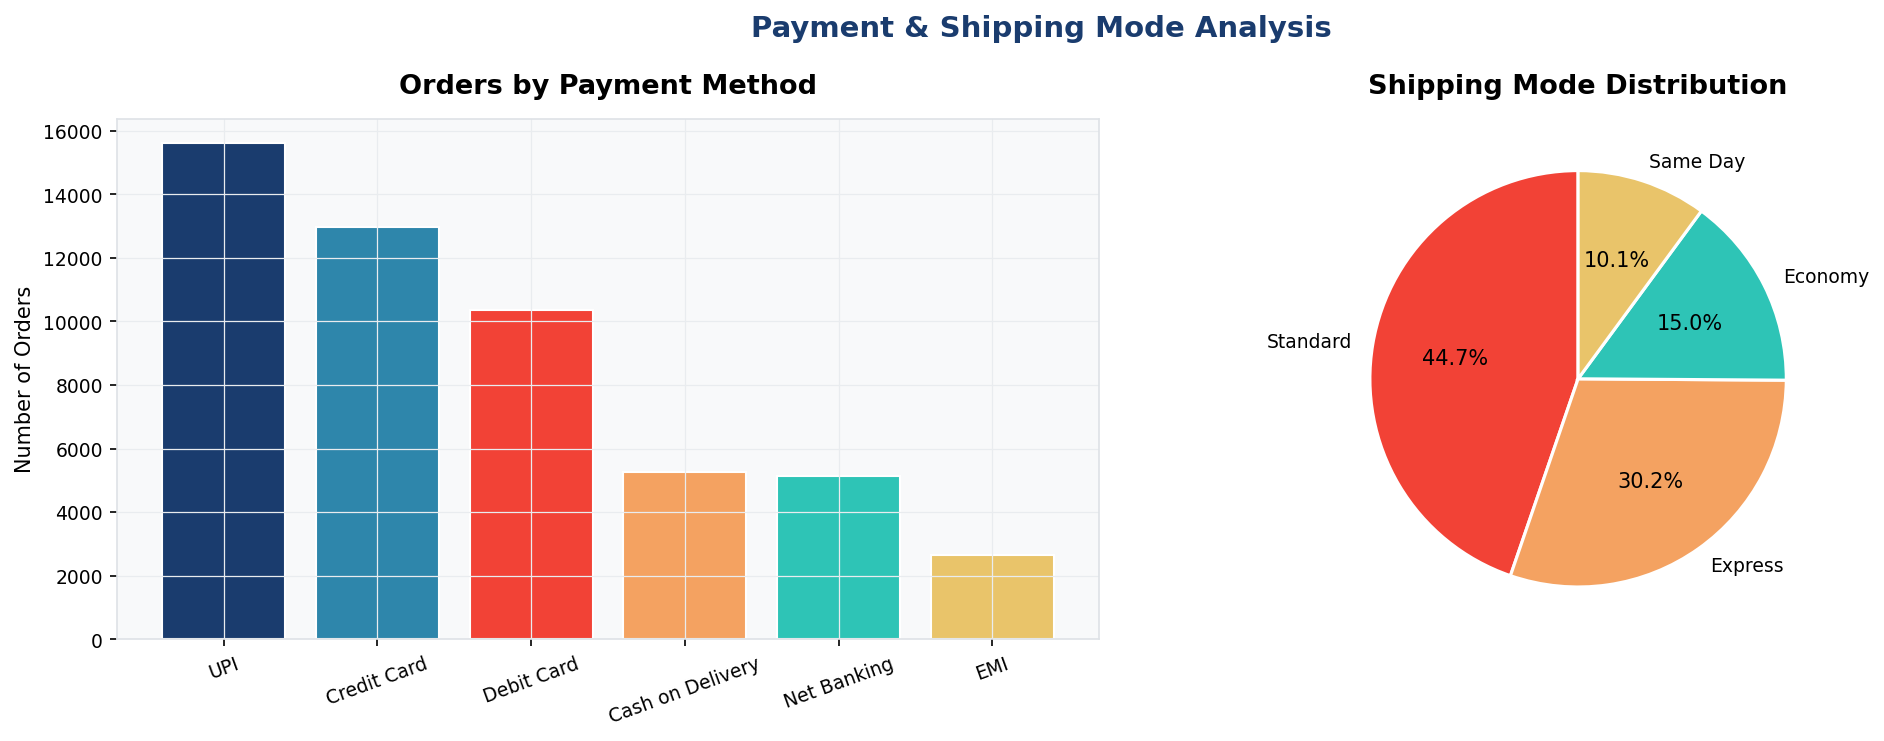 Payment & Shipping Mode Analysis
Orders by Payment Method
Number of Orders
16000
14000
12000
10000
8000
6000
4000
2000
0
UPI
Credit Card
Debit Card
Cash on Delivery
Net Banking
EMI
Shipping Mode Distribution
Same Day
10.1%
Economy
15.0%
Standard
44.7%
30.2%
Express